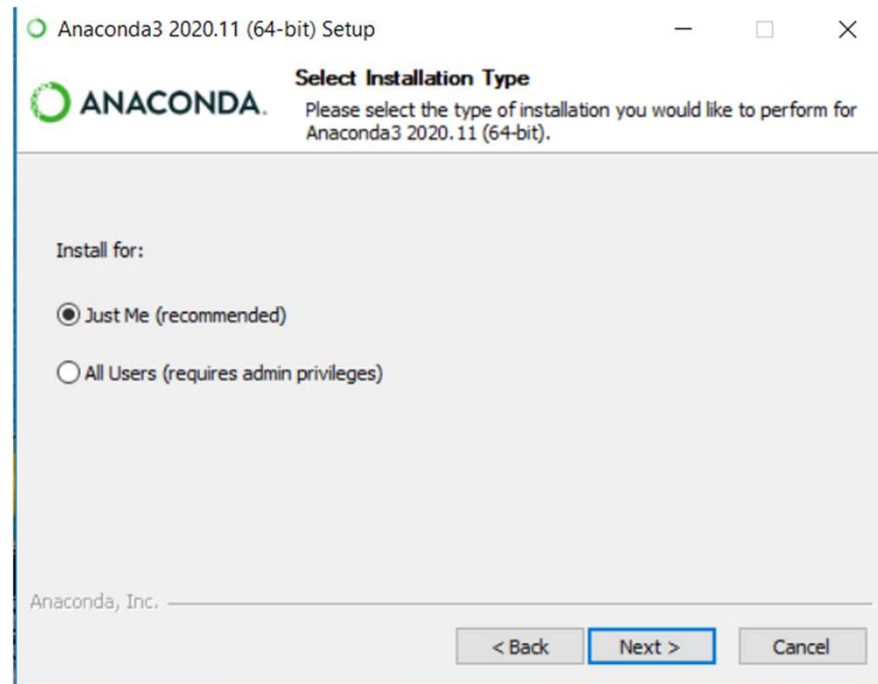 Anaconda3 2020.11 (64-bit) Setup
ANACONDA.
Select Installation Type
Please select the type of installation you would like to perform for
Anaconda3 2020.11 (64-bit).
Install for:
Just Me (recommended)
All Users (requires admin privileges)
Anaconda, Inc.
< Back
Next >
Cancel